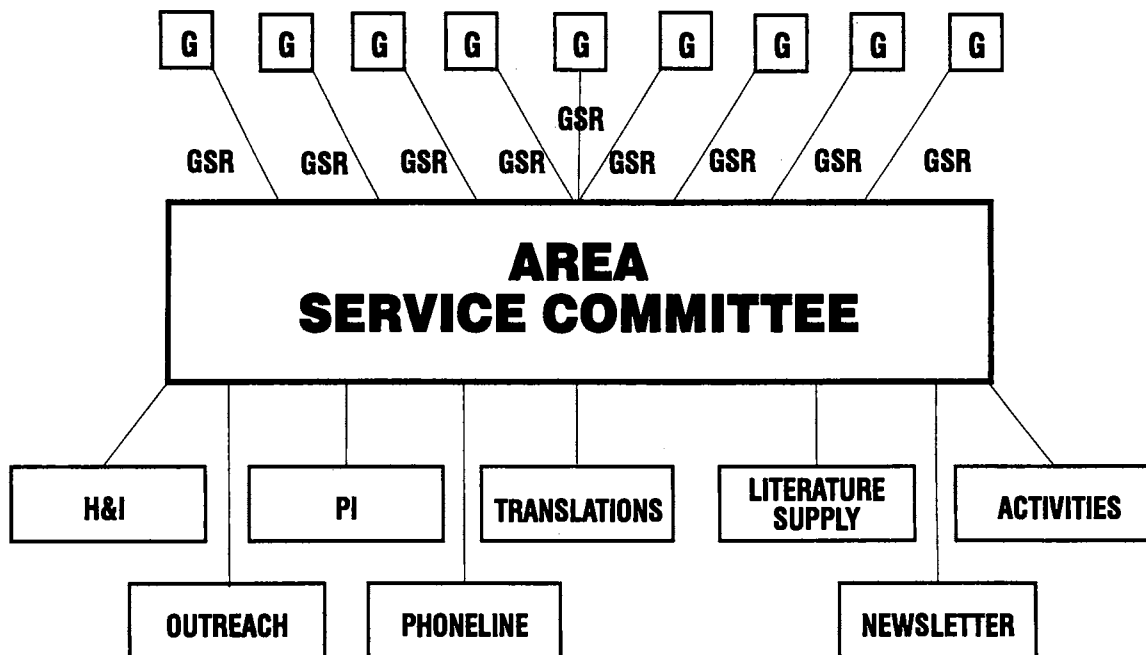 G G G G G G G G G
GSR
GSR GSR GSR GSR GSR GSR GSR GSR
AREA
SERVICE COMMITTEE
H&I PI TRANSLATIONS LITERATURE
SUPPLY ACTIVITIES
OUTREACH PHONELINE NEWSLETTER